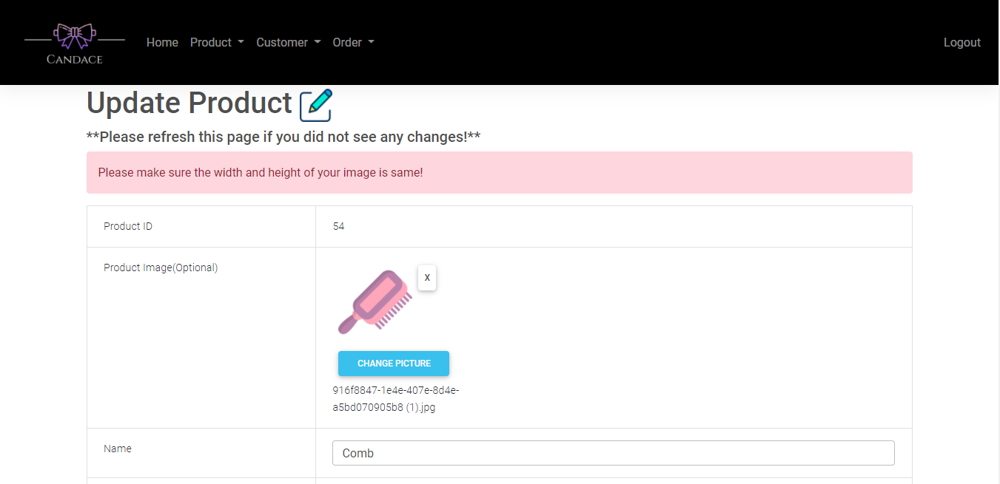 CANDACE
Home Product Customer Order Logout
Update Product
**Please refresh this page if you did not see any changes!**
Please make sure the width and height of your image is same!
Product ID 54
Product Image(Optional)
X
CHANGE PICTURE
916f8847-1e4e-407e-8d4e-
a5bd070905b8 (1).jpg
Name Comb